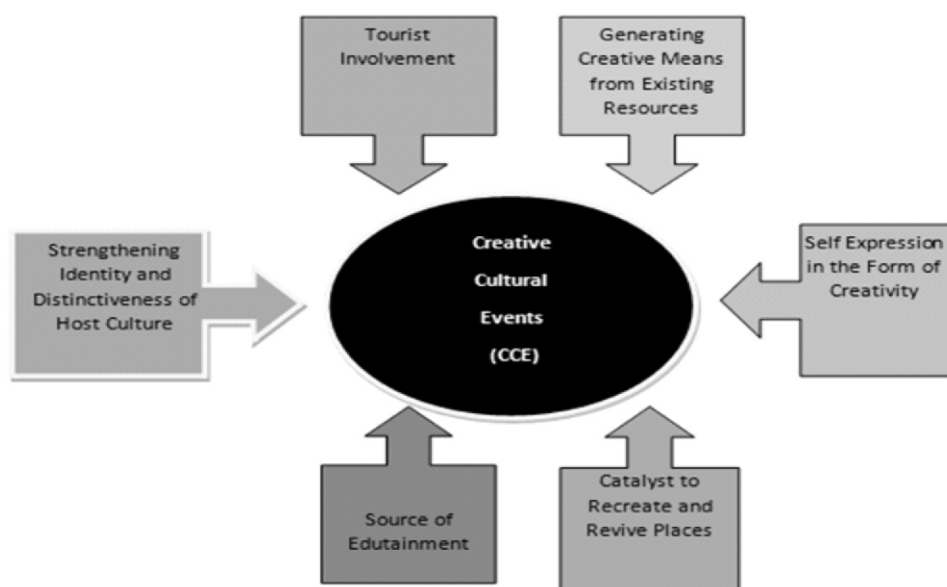 Tourist
Involvement
Generating
Creative Means
from Existing
Resources
Strengthening
Identity and
Distinctiveness of
Host Culture
Creative
Cultural
Events
(CCE)
Self Expression
in the Form of
Creativity
Source of
Edutainment
Catalyst to
Recreate and
Revive Places